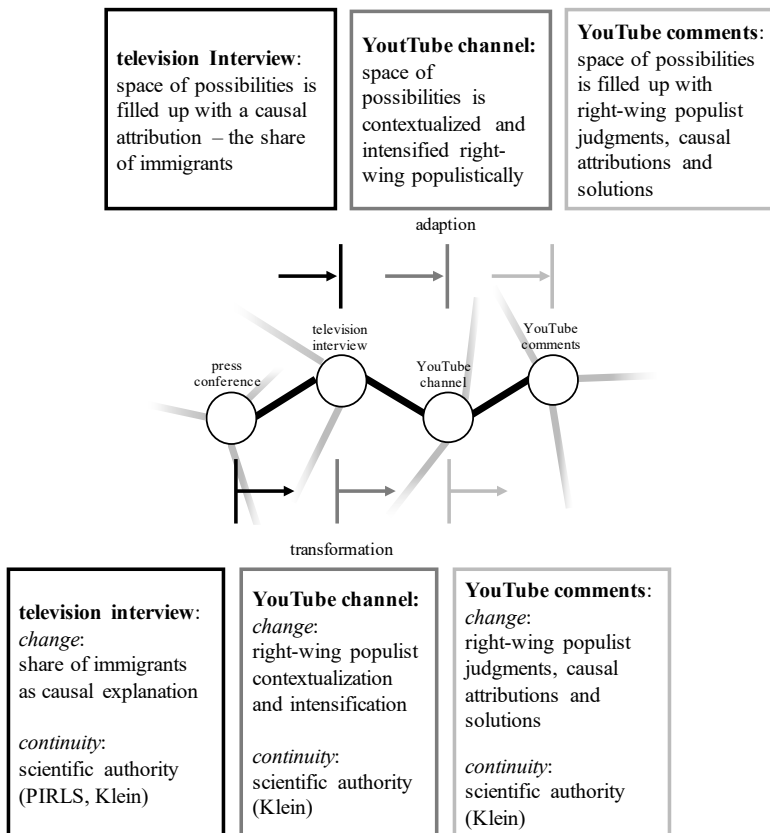 television Interview:
space of possibilities is
filled up with a causal
attribution – the share
of immigrants
YoutTube channel:
space of
possibilities is
contextualized and
intensified right-
wing populistically
YouTube comments:
space of possibilities
is filled up with
right-wing populist
judgments, causal
attributions and
solutions
adaption
press
conference
television
interview
YouTube
channel
YouTube
comments
transformation
television interview:
change:
share of immigrants
as causal explanation
continuity:
scientific authority
(PIRLS, Klein)
YouTube channel:
change:
right-wing populist
contextualization
and intensification
continuity:
scientific authority
(Klein)
YouTube comments:
change:
right-wing populist
judgments, causal
attributions and
solutions
continuity:
scientific authority
(Klein)